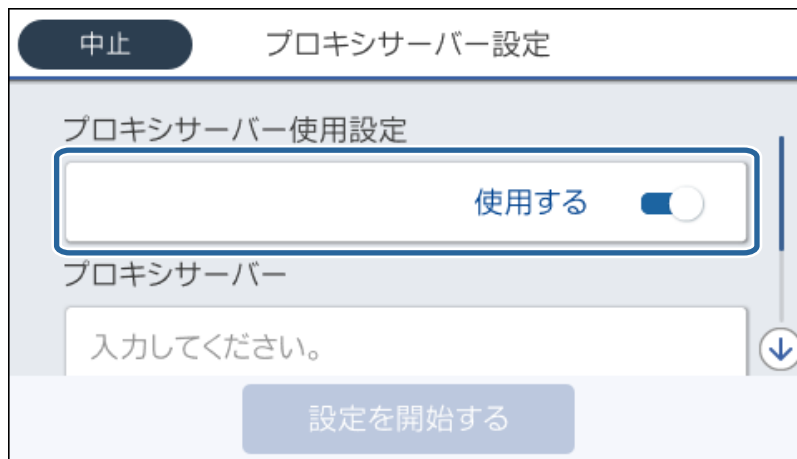 中止
プロキシサーバー設定
プロキシサーバー使用設定
使用する
プロキシサーバー
入力してください。
設定を開始する